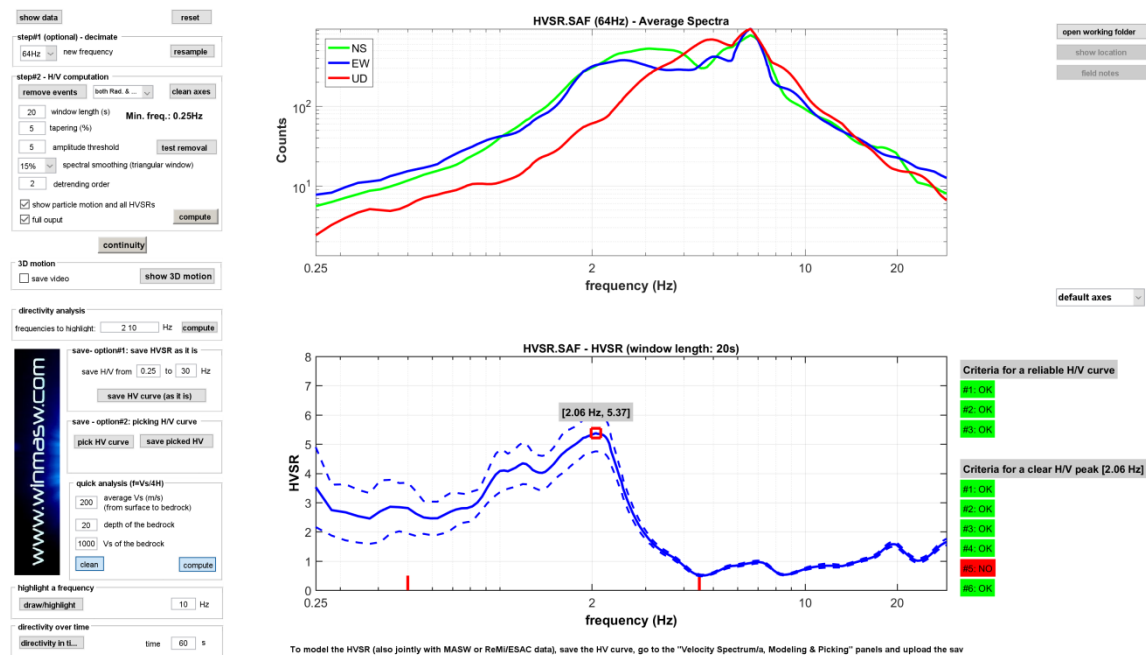 show data
reset
step#1 (optional) - decimate
64Hz new frequency resample
step#2 - H/V computation
remove events both Rad. & ... clean axes
20 window length (s) Min. freq.: 0.25Hz
5 tapering (%)
5 amplitude threshold test removal
15% spectral smoothing (triangular window)
2 detrending order
show particle motion and all HVSRs
full ouput compute
continuity
3D motion
save video show 3D motion
directivity analysis
frequencies to highlight: 2 10 Hz compute
www.winmasw.com
save- option#1: save HVSR as it is
save H/V from 0.25 to 30 Hz
save HV curve (as it is)
save - option#2: picking H/V curve
pick HV curve save picked HV
quick analysis (f=Vs/4H)
200 average Vs (m/s)
(from surface to bedrock)
20 depth of the bedrock
1000 Vs of the bedrock
clean compute
highlight a frequency
draw/highlight 10 Hz
directivity over time
directivity in ti... time 60 s
HVSR.SAF (64Hz) - Average Spectra
NS
EW
UD
Counts
10²
10¹
0.25 2 10 20
frequency (Hz)
HVSR.SAF - HVSR (window length: 20s)
[2.06 Hz, 5.37]
HVSR
8
7
6
5
4
3
2
1
0
0.25 2 10 20
frequency (Hz)
To model the HVSR (also jointly with MASW or ReMi/ESAC data), save the HV curve, go to the "Velocity Spectrum/a, Modeling & Picking" panels and upload the sav
open working folder
show location
field notes
default axes
Criteria for a reliable H/V curve
#1: OK
#2: OK
#3: OK
Criteria for a clear H/V peak [2.06 Hz]
#1: OK
#2: OK
#3: OK
#4: OK
#5: NO
#6: OK